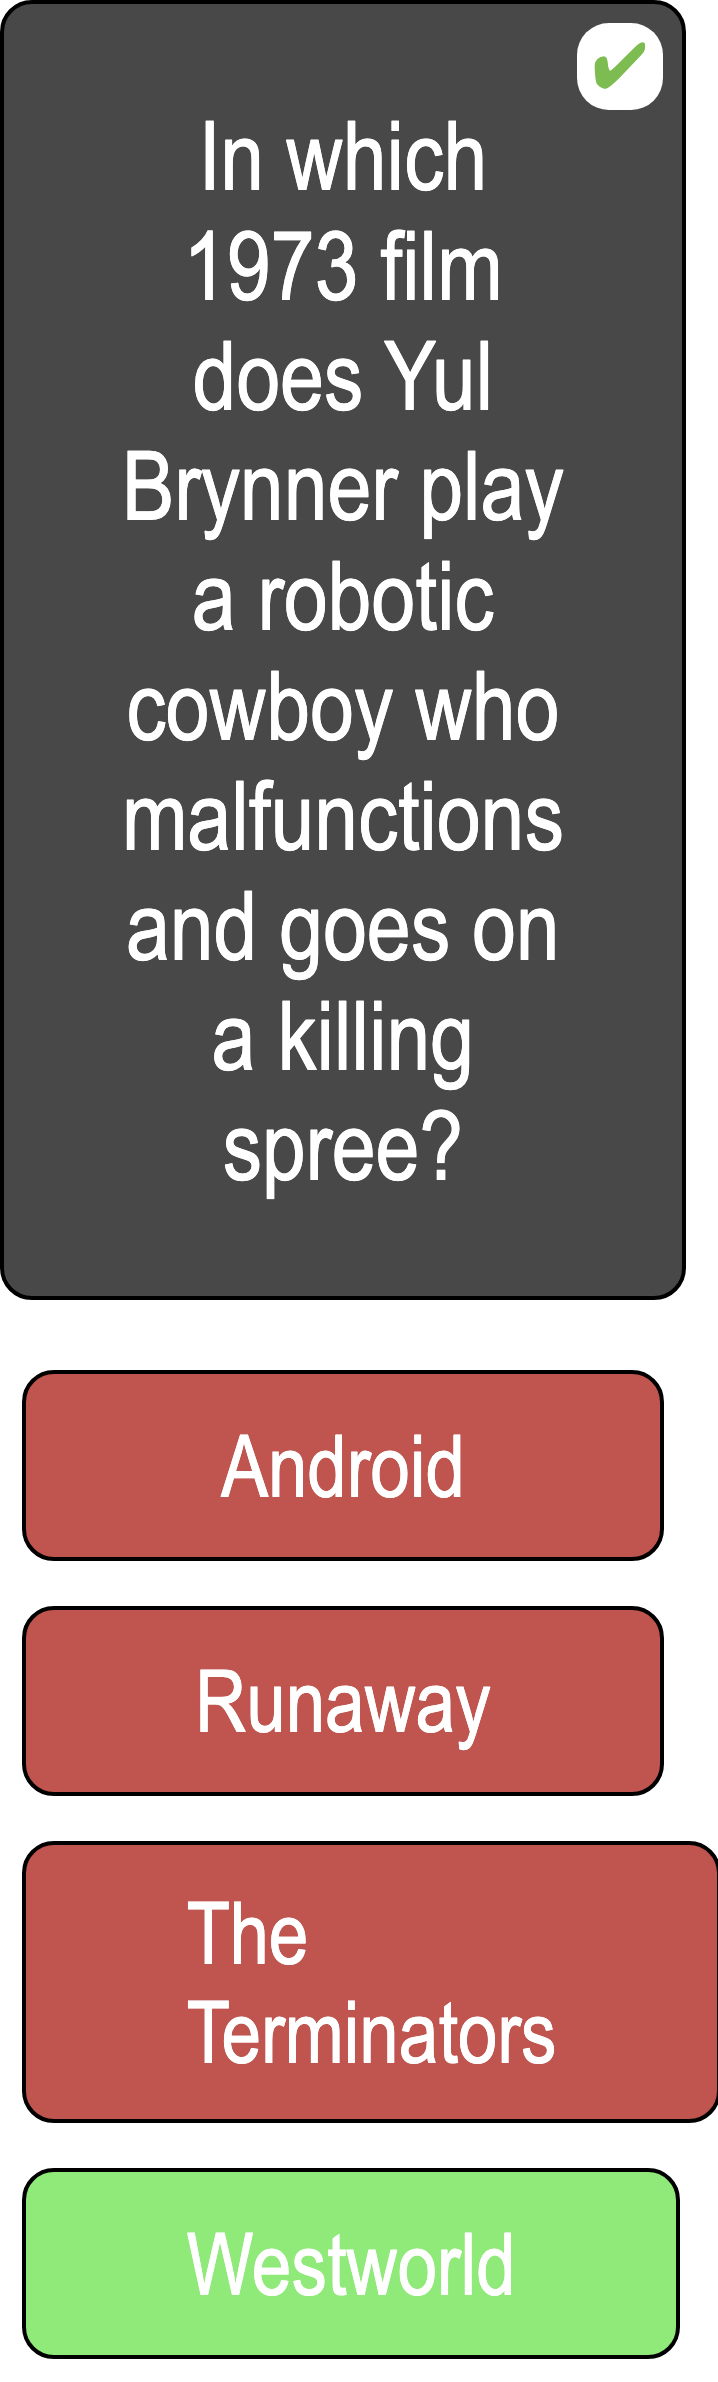 In which
1973 film
does Yul
Brynner play
a robotic
cowboy who
malfunctions
and goes on
a killing
spree?
Android
Runaway
The
Terminators
Westworld